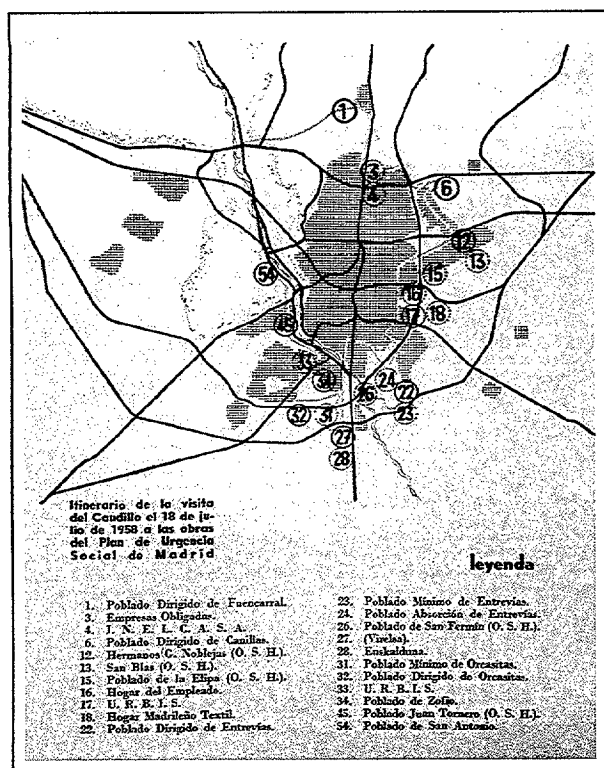 1
3
4
6
12
13
54
15
16
17
18
45
33
34
24
26
22
32
31
23
27
28
Itinerario de la visita
del Caudillo el 18 de ju-
lio de 1958 a las obras
del Plan de Urgencia
Social de Madrid
leyenda
1. Poblado Dirigido de Fuencarral.
3. Empresas Obligadas.
4. I. N. E. L. C. A. S. A.
6. Poblado Dirigido de Canillas.
12. Hermanos G. Noblejas (O. S. H.).
13. San Blas (O. S. H.).
15. Poblado de la Elipa (O. S. H.).
16. Hogar del Empleado.
17. U. R. B. I. S.
18. Hogar Madrileño Textil.
22. Poblado Dirigido de Entrevías.
23. Poblado Mínimo de Entrevías.
24. Poblado Absorción de Entrevías.
26. Poblado de San Fermín (O. S. H.).
27. (Virelsa).
28. Euskalduna.
31. Poblado Mínimo de Orcasitas.
32. Poblado Dirigido de Orcasitas.
33. U. R. B. I. S.
34. Poblado de Zofío.
45. Poblado Juan Tornero (O. S. H.).
54. Poblado de San Antonio.